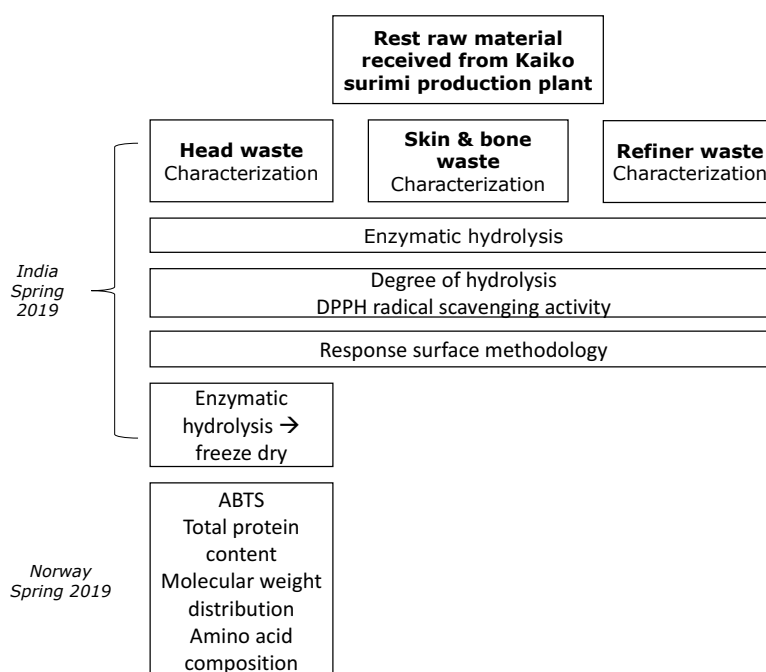 Rest raw material
received from Kaiko
surimi production plant
Head waste
Characterization
Skin & bone
waste
Characterization
Refiner waste
Characterization
Enzymatic hydrolysis
India
Spring
2019
Degree of hydrolysis
DPPH radical scavenging activity
Response surface methodology
Enzymatic
hydrolysis →
freeze dry
Norway
Spring 2019
ABTS
Total protein
content
Molecular weight
distribution
Amino acid
composition